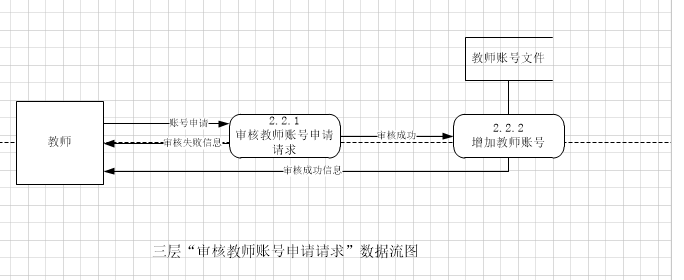 教师账号文件
教师
账号申请
审核失败信息
2.2.1
审核教师账号申请
请求
审核成功
2.2.2
增加教师账号
审核成功信息
三层“审核教师账号申请请求”数据流图